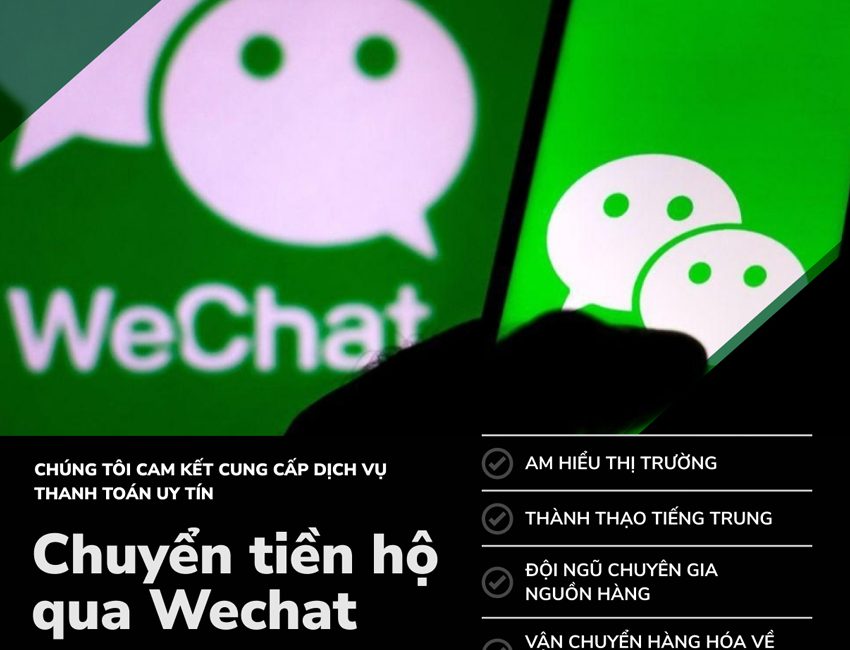 WeChat
CHÚNG TÔI CAM KẾT CUNG CẤP DỊCH VỤ
THANH TOÁN UY TÍN
Chuyển tiền hộ
qua Wechat
AM HIỂU THỊ TRƯỜNG
THÀNH THẠO TIẾNG TRUNG
ĐỘI NGŨ CHUYÊN GIA
NGUỒN HÀNG
VẬN CHUYỂN HÀNG HÓA VỀ